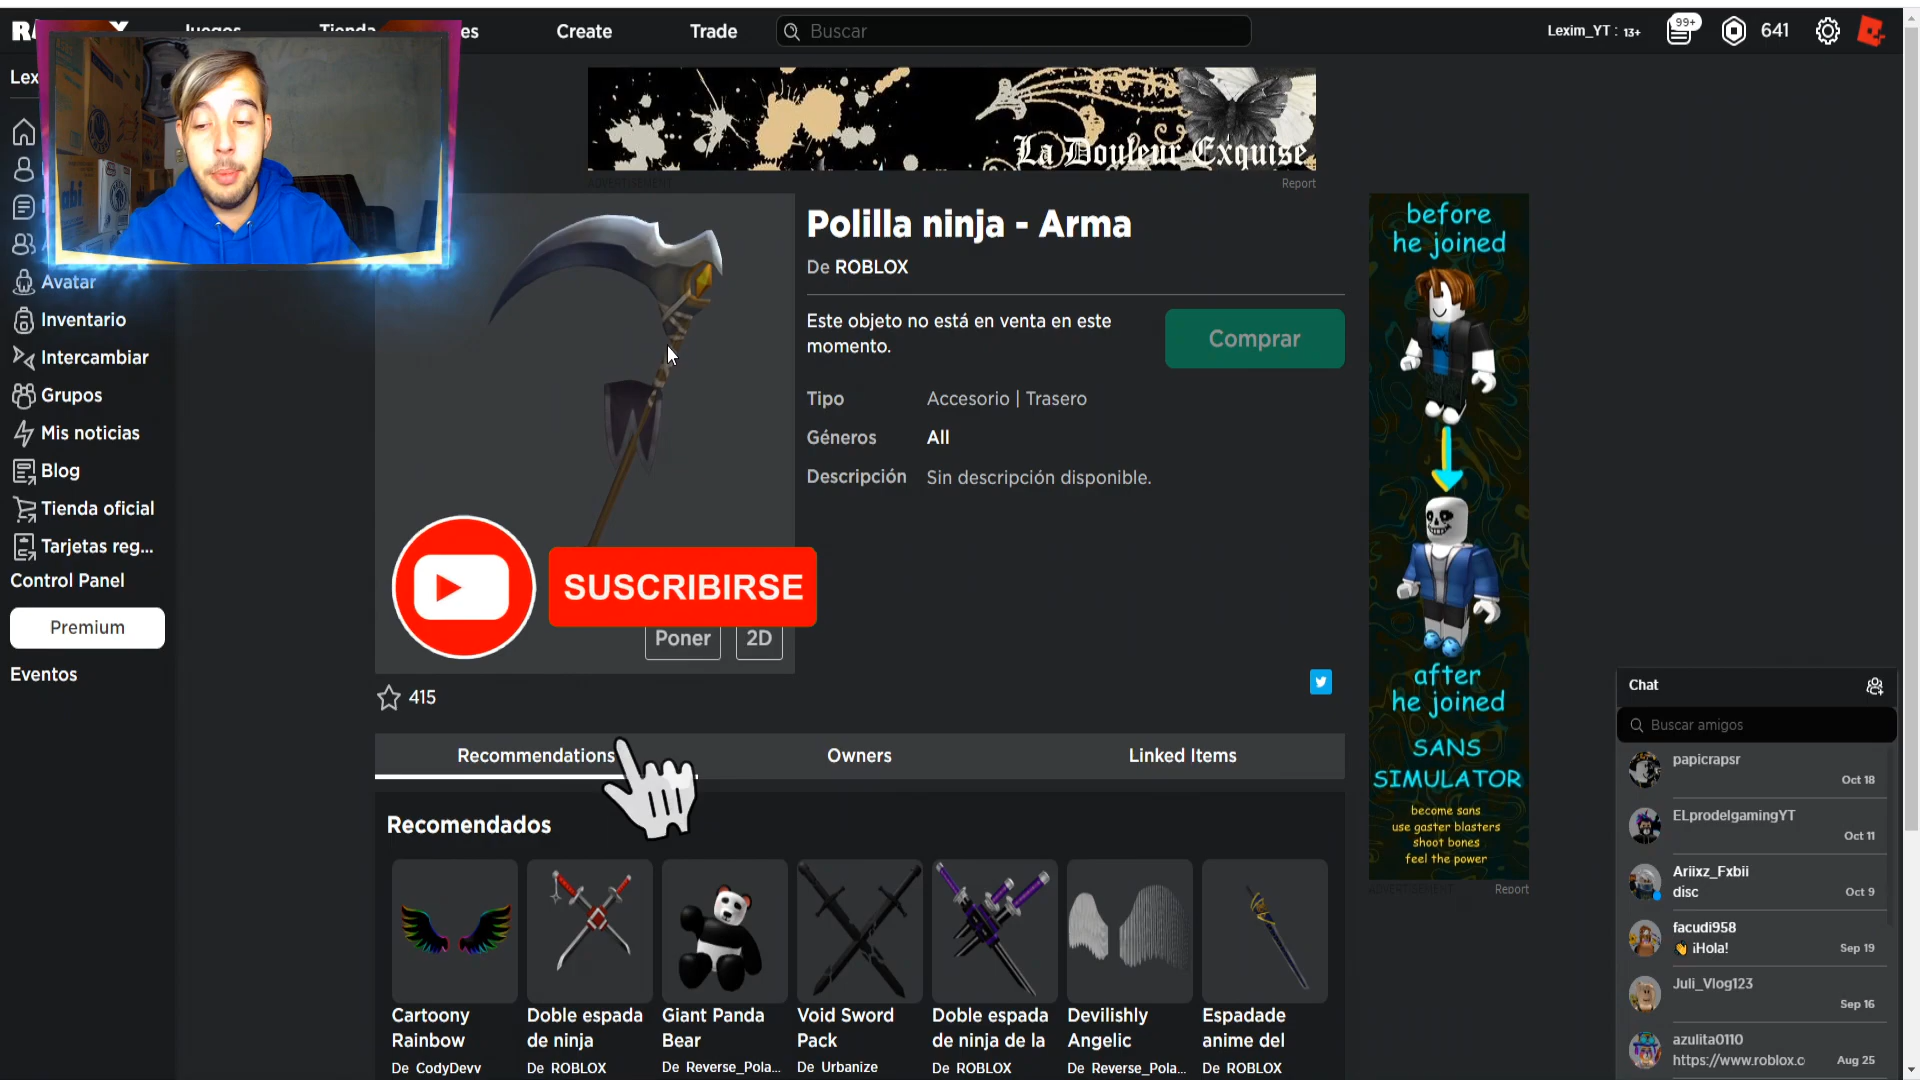 Juegos
Tienda
es
Create
Trade
Buscar
Lexim_YT : 13+
99+
641
Lex
Avatar
Inventario
Intercambiar
Grupos
Mis noticias
Blog
Tienda oficial
Tarjetas reg...
Control Panel
Premium
Eventos
La Douleur Exquise
ADVERTISEMENT
Report
Polilla ninja - Arma
De ROBLOX
Este objeto no está en venta en este
momento.
Comprar
Tipo
Accesorio | Trasero
Géneros
All
Descripción
Sin descripción disponible.
SUSCRIBIRSE
Poner
2D
415
Recommendations
Owners
Linked Items
Recomendados
Cartoony
Rainbow
De CodyDevv
Doble espada
de ninja
De ROBLOX
Giant Panda
Bear
De Reverse_Pola...
Void Sword
Pack
De Urbanize
Doble espada
de ninja de la
De ROBLOX
Devilishly
Angelic
De Reverse_Pola...
Espadade
anime del
De ROBLOX
before
he joined
after
he joined
SANS
SIMULATOR
become sans
use gaster blasters
shoot bones
feel the power
ADVERTISEMENT
Report
Chat
Buscar amigos
papicrapsr
Oct 18
ELprodelgamingYT
Oct 11
Ariixz_Fxbii
disc
Oct 9
facudi958
👏 ¡Hola!
Sep 19
Juli_Vlog123
Sep 16
azulita0110
https://www.roblox.c
Aug 25